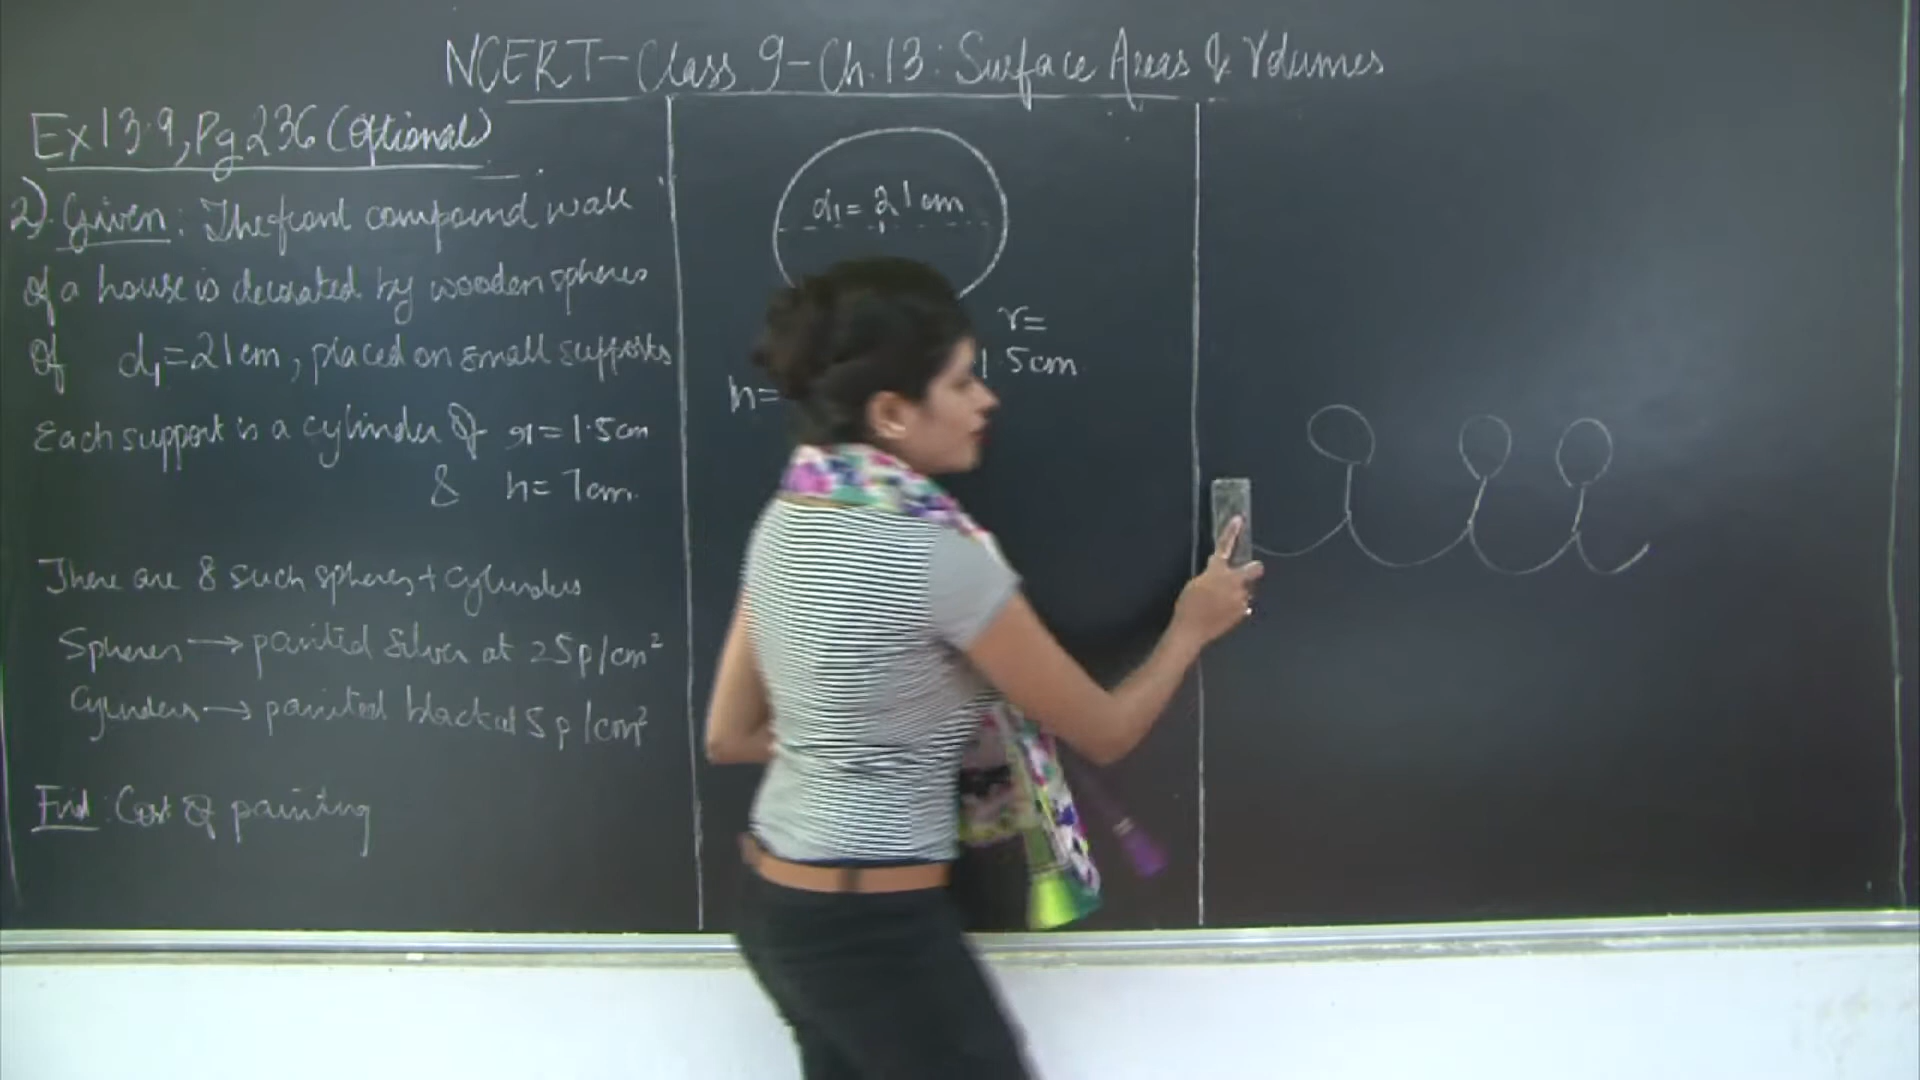 NCERT-Class 9-Ch.13: Surface Areas & Volumes
Ex 13.9, Pg 236 (Optional)
2) Given: The front compound wall
of a house is decorated by wooden spheres
of d1=21cm, placed on small supports
Each support is a cylinder of r=1.5cm
& h=7cm.
There are 8 such spheres + cylinders
Spheres → painted silver at 25p/cm²
Cylinders → painted black at 5p/cm²
Find: Cost of painting
d1=21cm
r=
1.5cm
h=